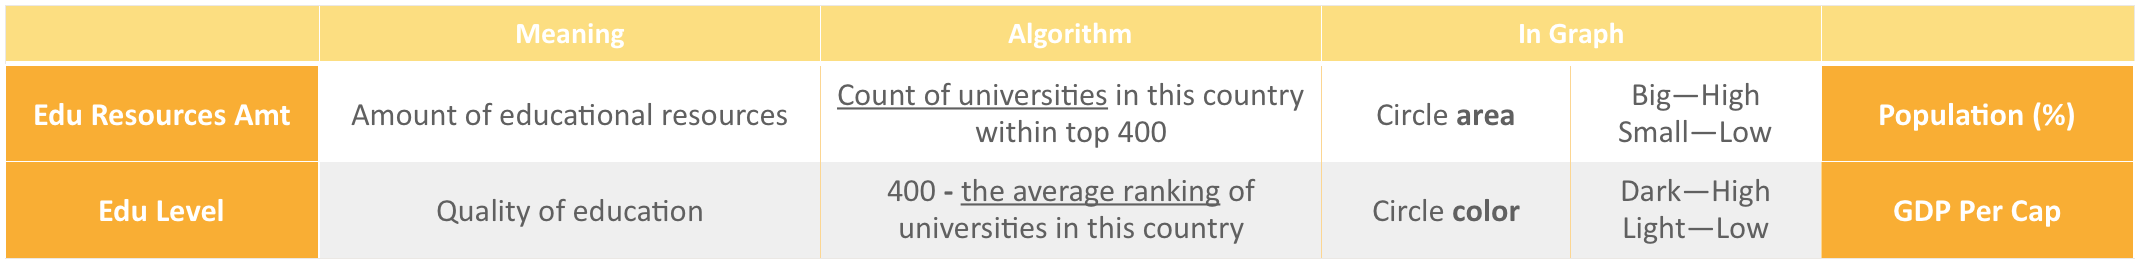 Meaning Algorithm In Graph
Edu Resources Amt
Amount of educational resources
Count of universities in this country
within top 400
Circle area
Big—High
Small—Low
Population (%)
Edu Level
Quality of education
400 - the average ranking of
universities in this country
Circle color
Dark—High
Light—Low
GDP Per Cap